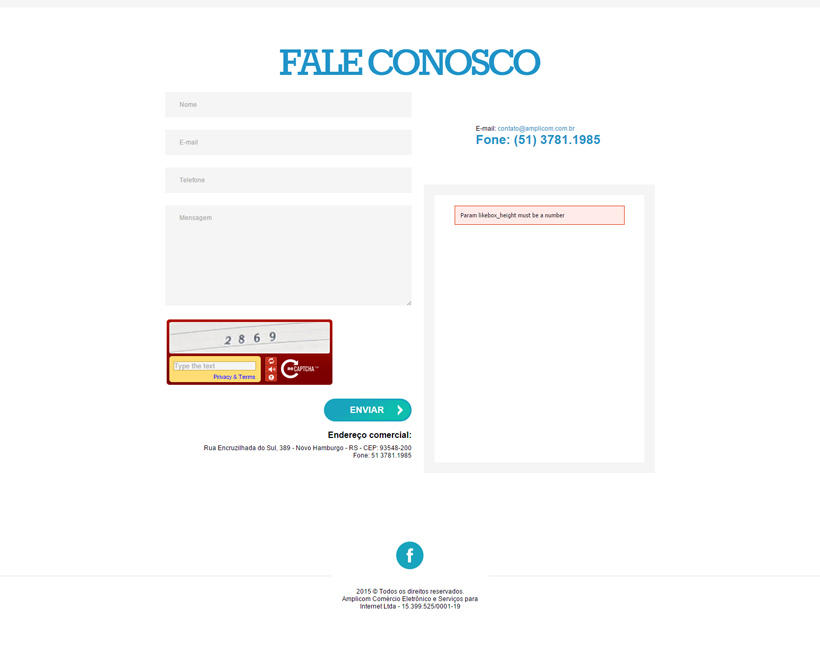 FALE CONOSCO
Nome
E-mail
Telefone
Mensagem
2869
Type the text
Privacy & Terms
reCAPTCHA™
ENVIAR
Endereço comercial:
Rua Encruzilhada do Sul, 389 - Novo Hamburgo - RS - CEP: 93548-200
Fone: 51 3781.1985
E-mail: contato@amplicom.com.br
Fone: (51) 3781.1985
Param likebox_height must be a number
f
2015 © Todos os direitos reservados.
Amplicom Comércio Eletrônico e Serviços para
Internet Ltda - 15.399.525/0001-19